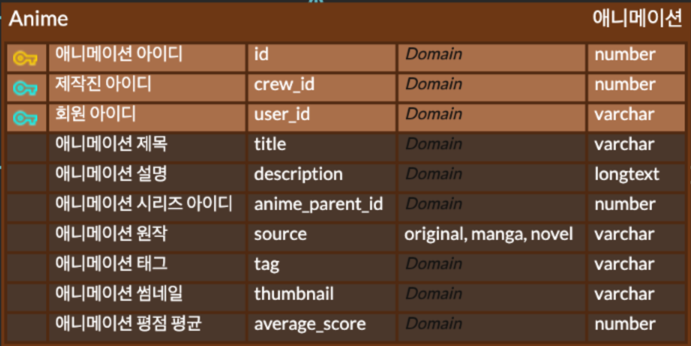 Anime 애니메이션
애니메이션 아이디 id Domain number
제작진 아이디 crew_id Domain number
회원 아이디 user_id Domain varchar
애니메이션 제목 title Domain varchar
애니메이션 설명 description Domain longtext
애니메이션 시리즈 아이디 anime_parent_id Domain number
애니메이션 원작 source original, manga, novel varchar
애니메이션 태그 tag Domain varchar
애니메이션 썸네일 thumbnail Domain varchar
애니메이션 평점 평균 average_score Domain number